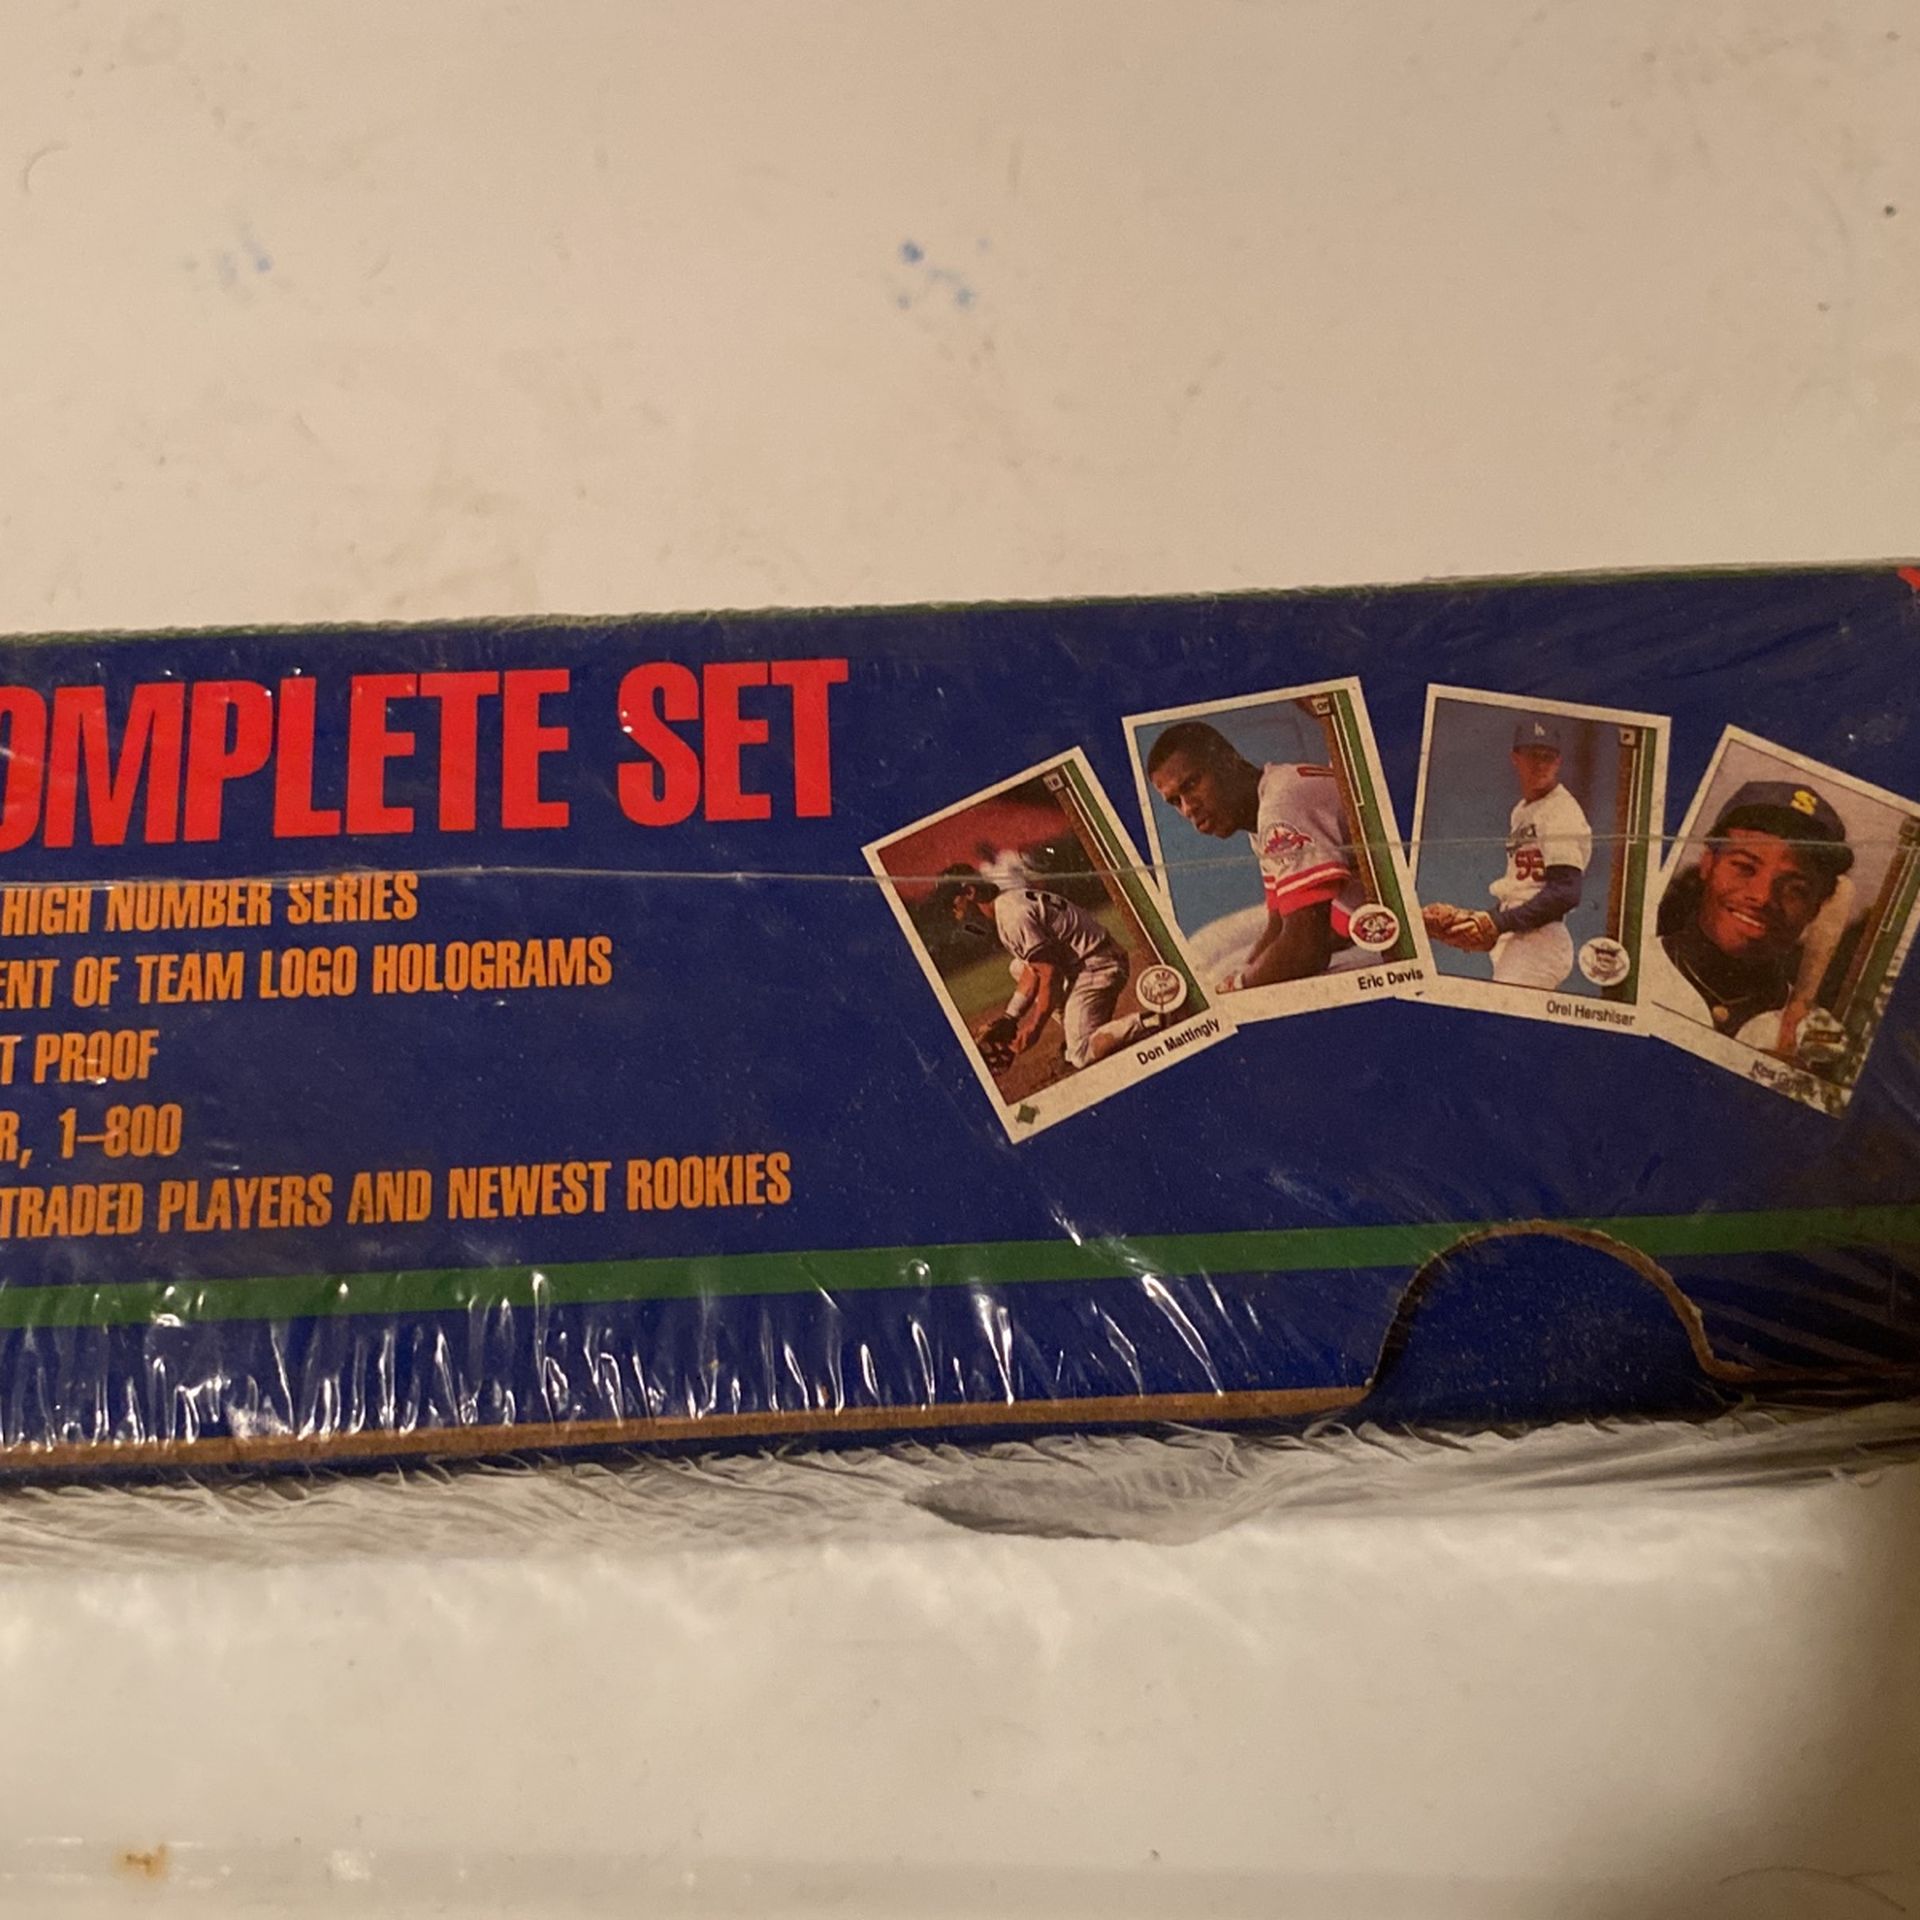 OMPLETE SET
HIGH NUMBER SERIES
ENT OF TEAM LOGO HOLOGRAMS
T PROOF
R, 1-800
TRADED PLAYERS AND NEWEST ROOKIES
Don Mattingly
Eric Davis
Orel Hershiser